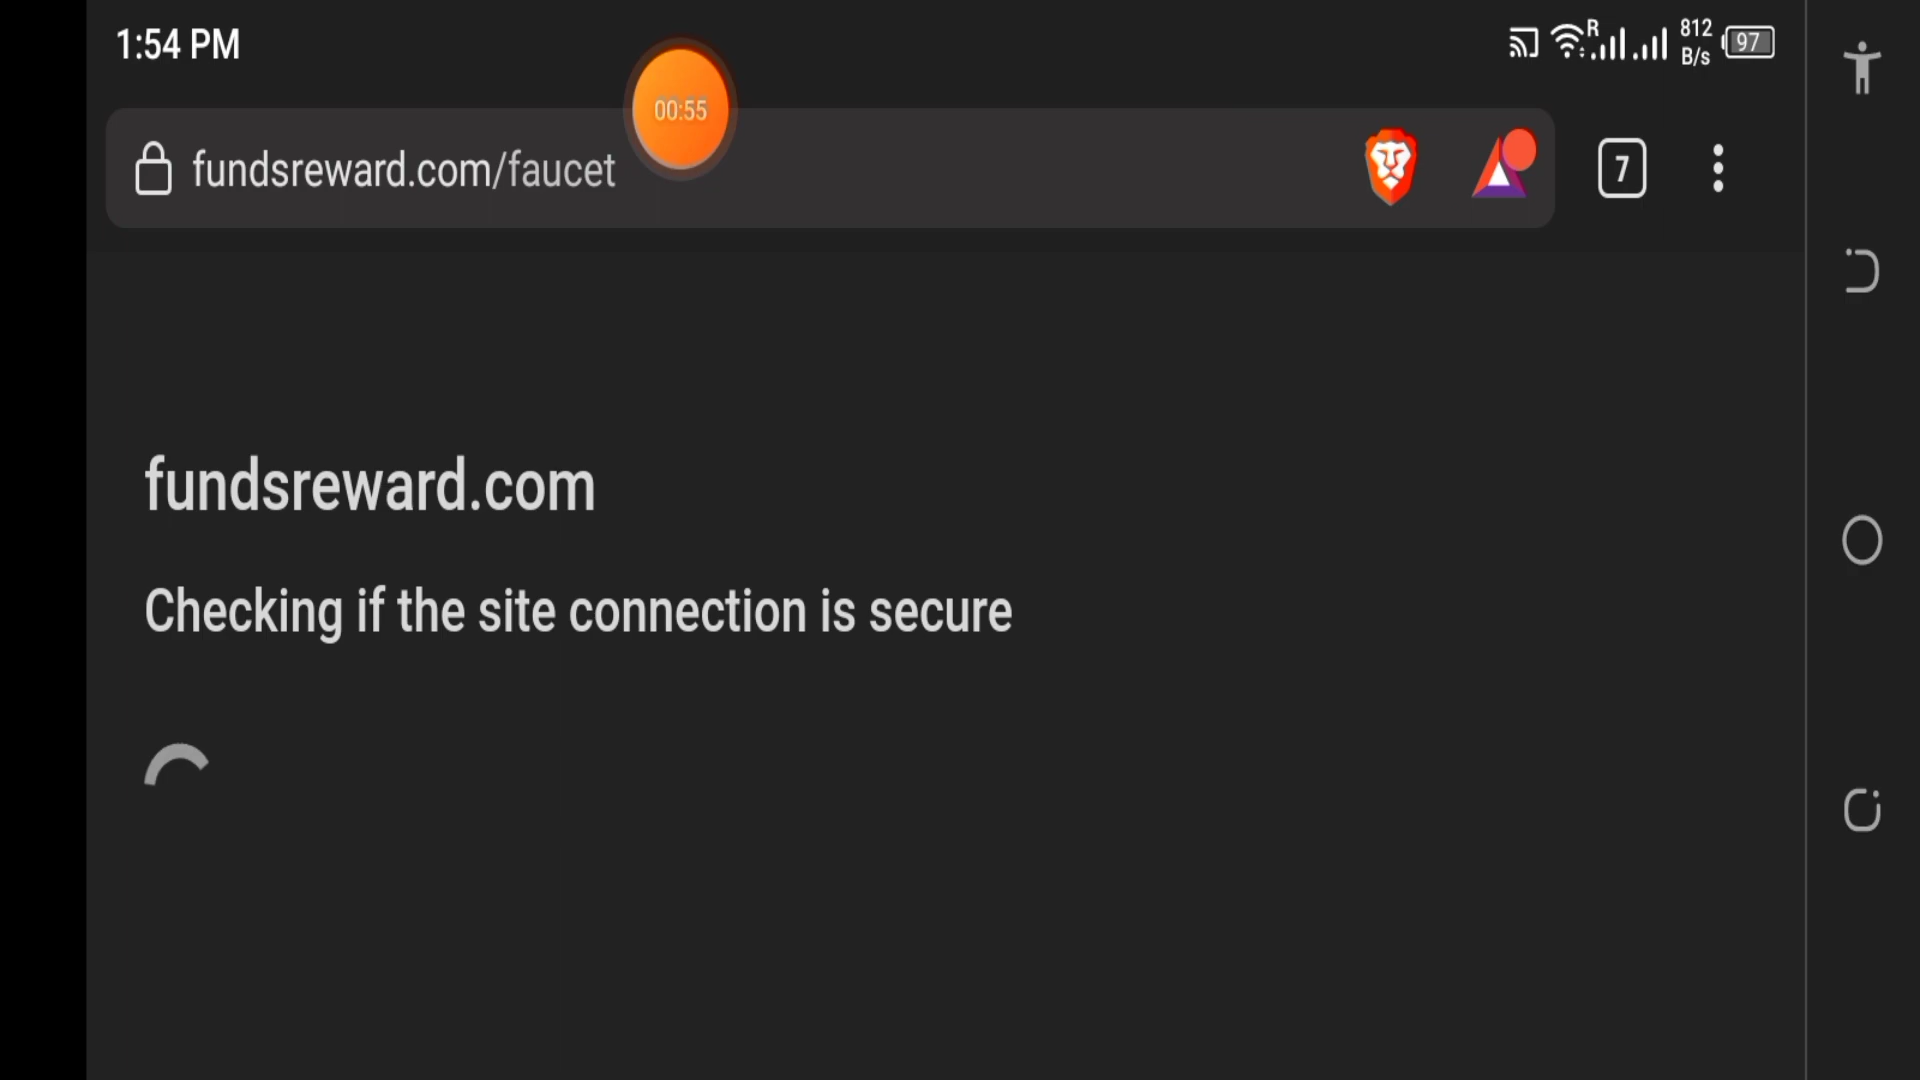 1:54 PM
R
812
B/s
97
00:55
fundsreward.com/faucet
7
fundsreward.com
Checking if the site connection is secure